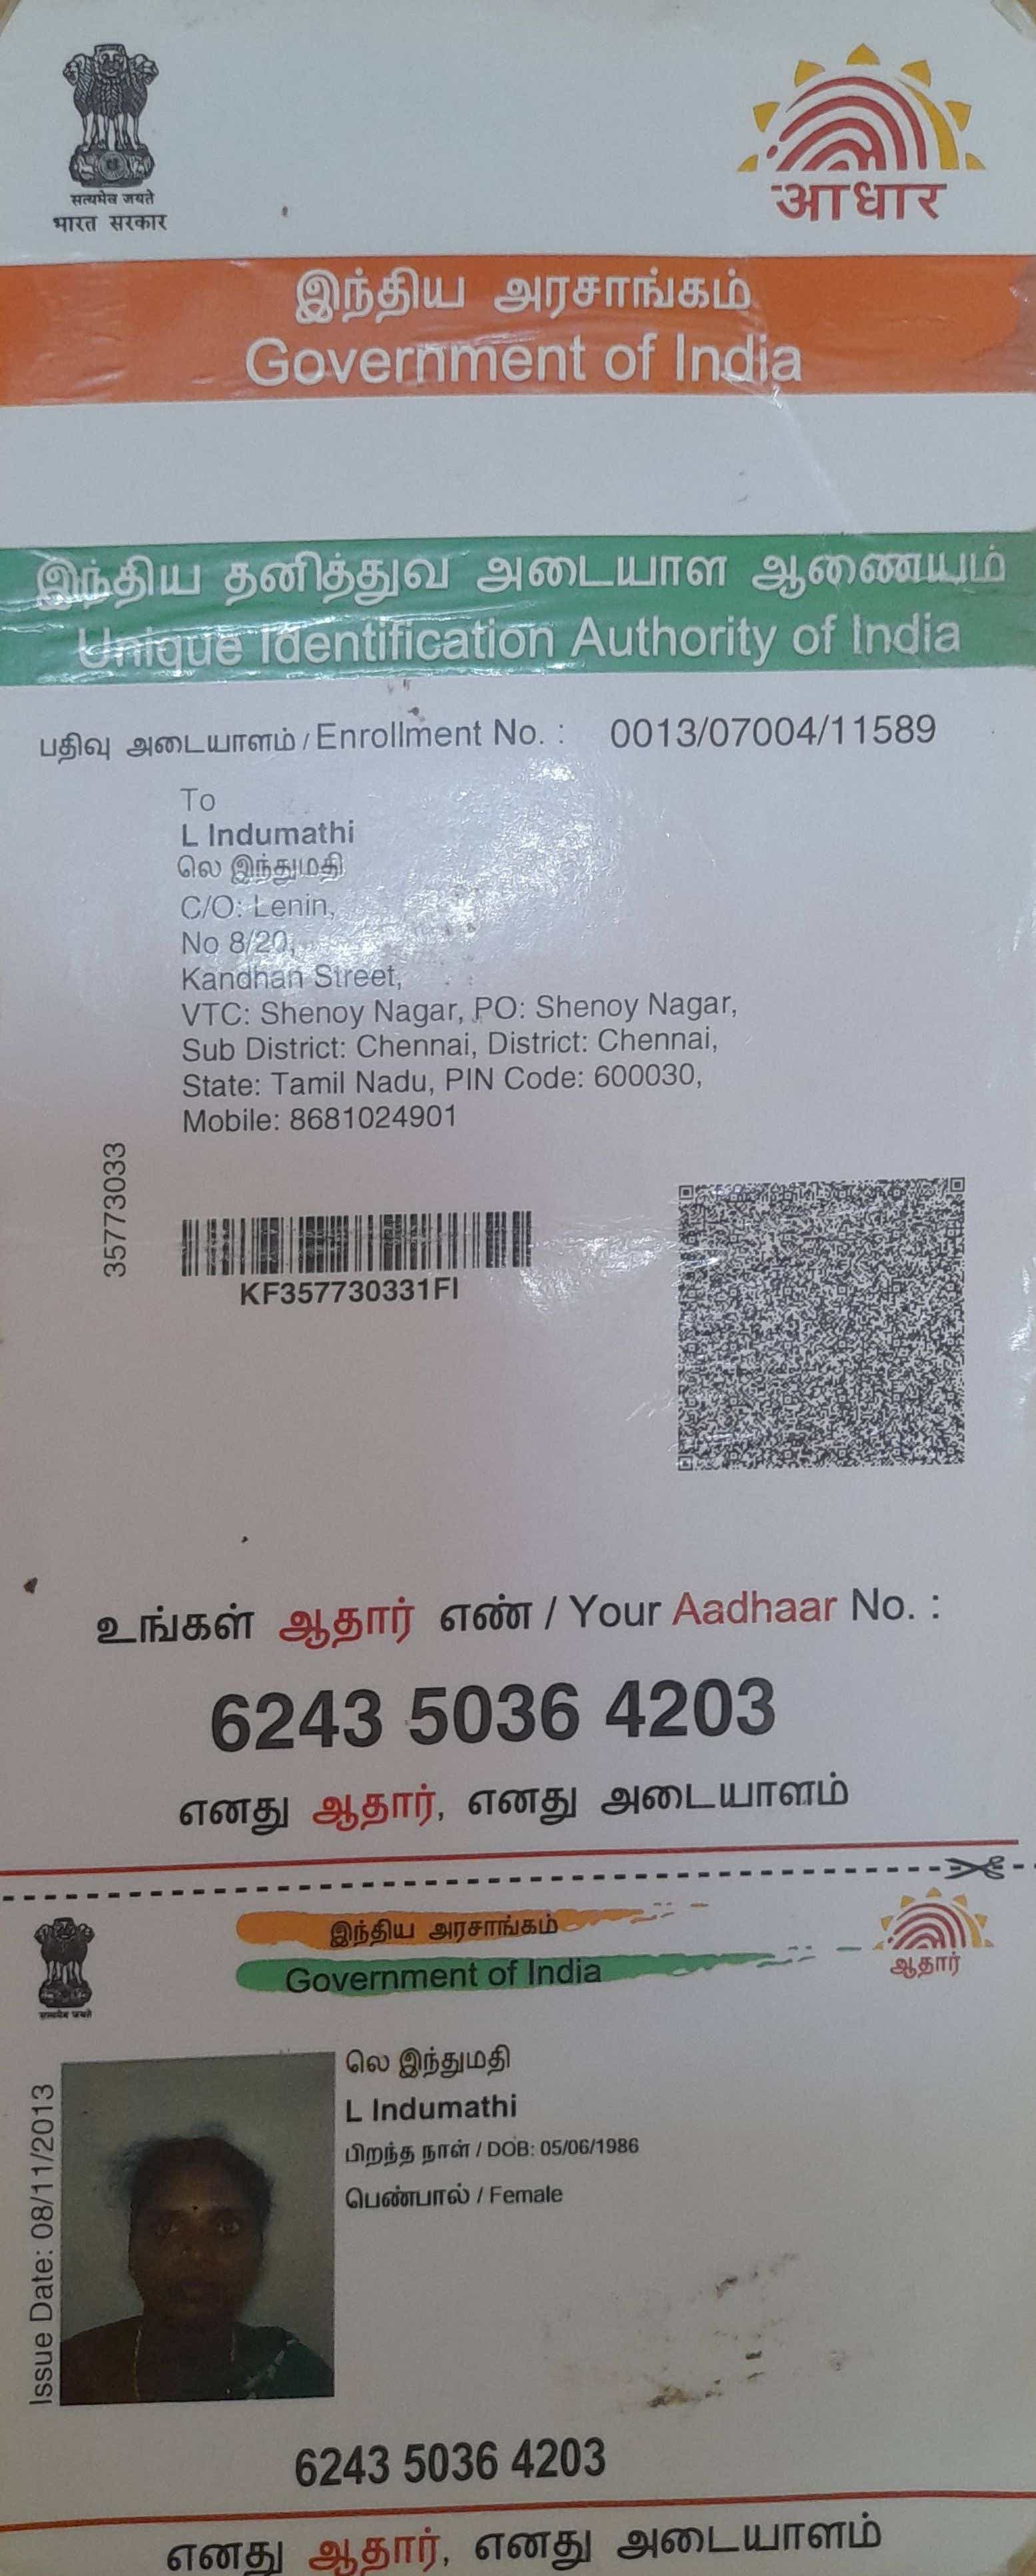 सत्यमेव जयते
भारत सरकार
आधार
இந்திய அரசாங்கம்
Government of India
இந்திய தனித்துவ அடையாள ஆணையம்
Unique Identification Authority of India
பதிவு அடையாளம் / Enrollment No. : 0013/07004/11589
To
L Indumathi
லெ இந்துமதி
C/O: Lenin,
No 8/20,
Kandhan Street,
VTC: Shenoy Nagar, PO: Shenoy Nagar,
Sub District: Chennai, District: Chennai,
State: Tamil Nadu, PIN Code: 600030,
Mobile: 8681024901
35773033
KF357730331FI
உங்கள் ஆதார் எண் / Your Aadhaar No. :
6243 5036 4203
எனது ஆதார், எனது அடையாளம்
இந்திய அரசாங்கம்
Government of India
ஆதார்
सत्यमेव जयते
லெ இந்துமதி
L Indumathi
பிறந்த நாள் / DOB: 05/06/1986
பெண்பால் / Female
Issue Date: 08/11/2013
6243 5036 4203
எனது ஆதார், எனது அடையாளம்